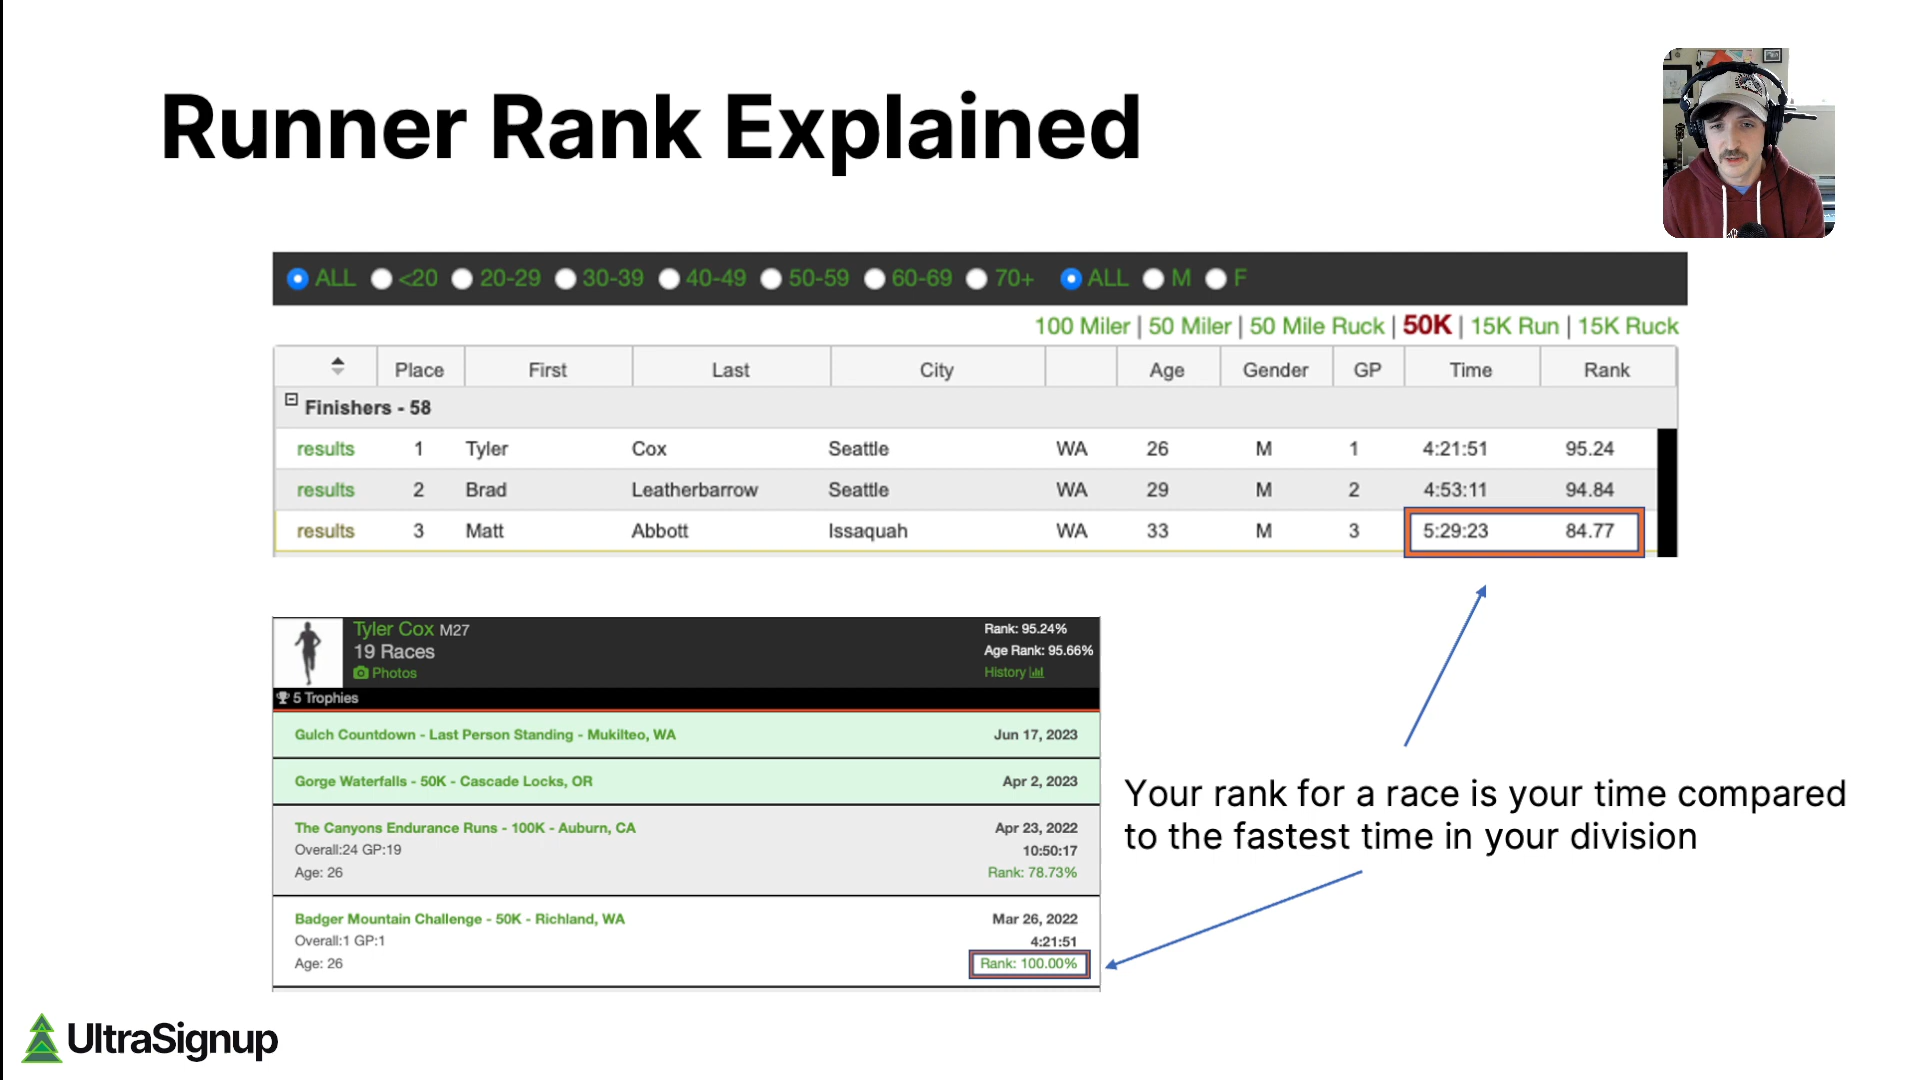 Runner Rank Explained
ALL <20 20-29 30-39 40-49 50-59 60-69 70+ ALL M F
100 Miler | 50 Miler | 50 Mile Ruck | 50K | 15K Run | 15K Ruck
Place First Last City Age Gender GP Time Rank
Finishers - 58
results 1 Tyler Cox Seattle WA 26 M 1 4:21:51 95.24
results 2 Brad Leatherbarrow Seattle WA 29 M 2 4:53:11 94.84
results 3 Matt Abbott Issaquah WA 33 M 3 5:29:23 84.77
Tyler Cox M27 Rank: 95.24%
19 Races Age Rank: 95.66%
Photos History
5 Trophies
Gulch Countdown - Last Person Standing - Mukilteo, WA Jun 17, 2023
Gorge Waterfalls - 50K - Cascade Locks, OR Apr 2, 2023
The Canyons Endurance Runs - 100K - Auburn, CA Apr 23, 2022
Overall:24 GP:19 10:50:17
Age: 26 Rank: 78.73%
Badger Mountain Challenge - 50K - Richland, WA Mar 26, 2022
Overall:1 GP:1 4:21:51
Age: 26 Rank: 100.00%
Your rank for a race is your time compared
to the fastest time in your division
UltraSignup